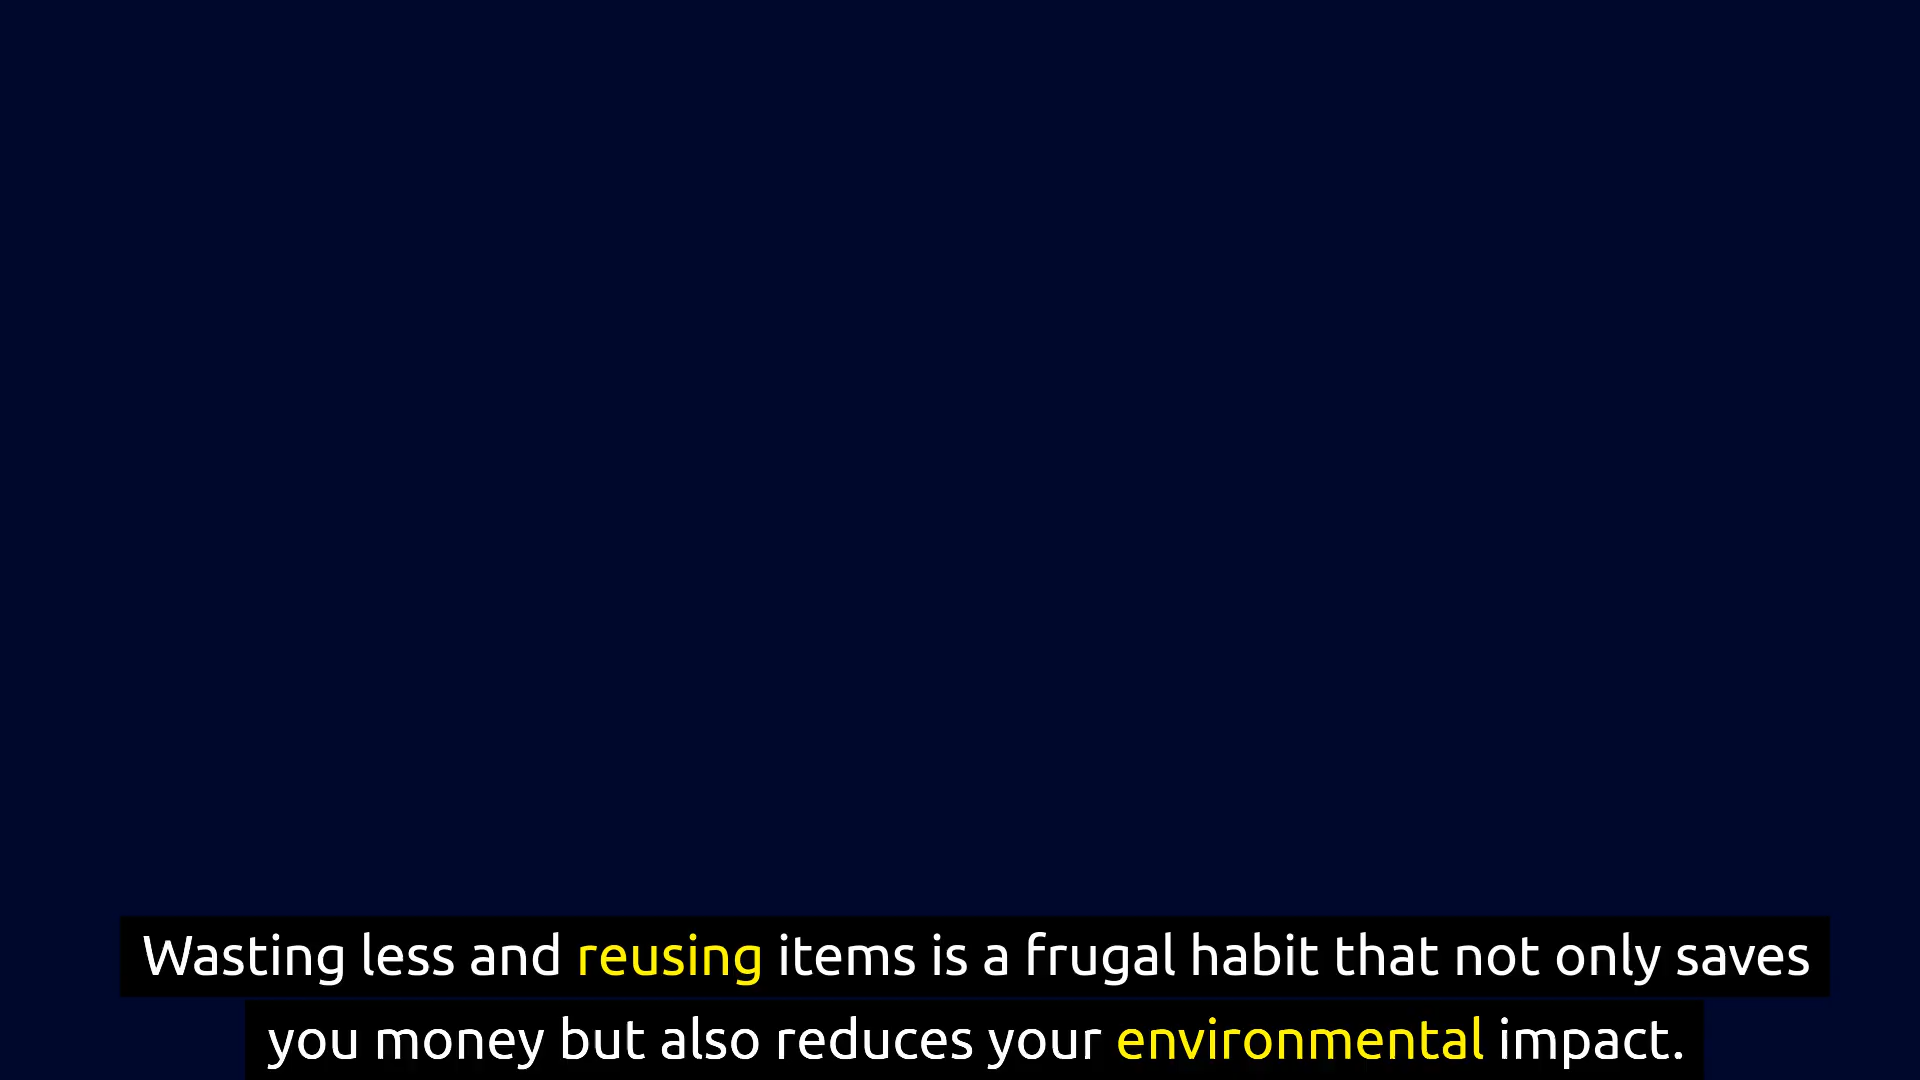 Wasting less and reusing items is a frugal habit that not only saves
you money but also reduces your environmental impact.